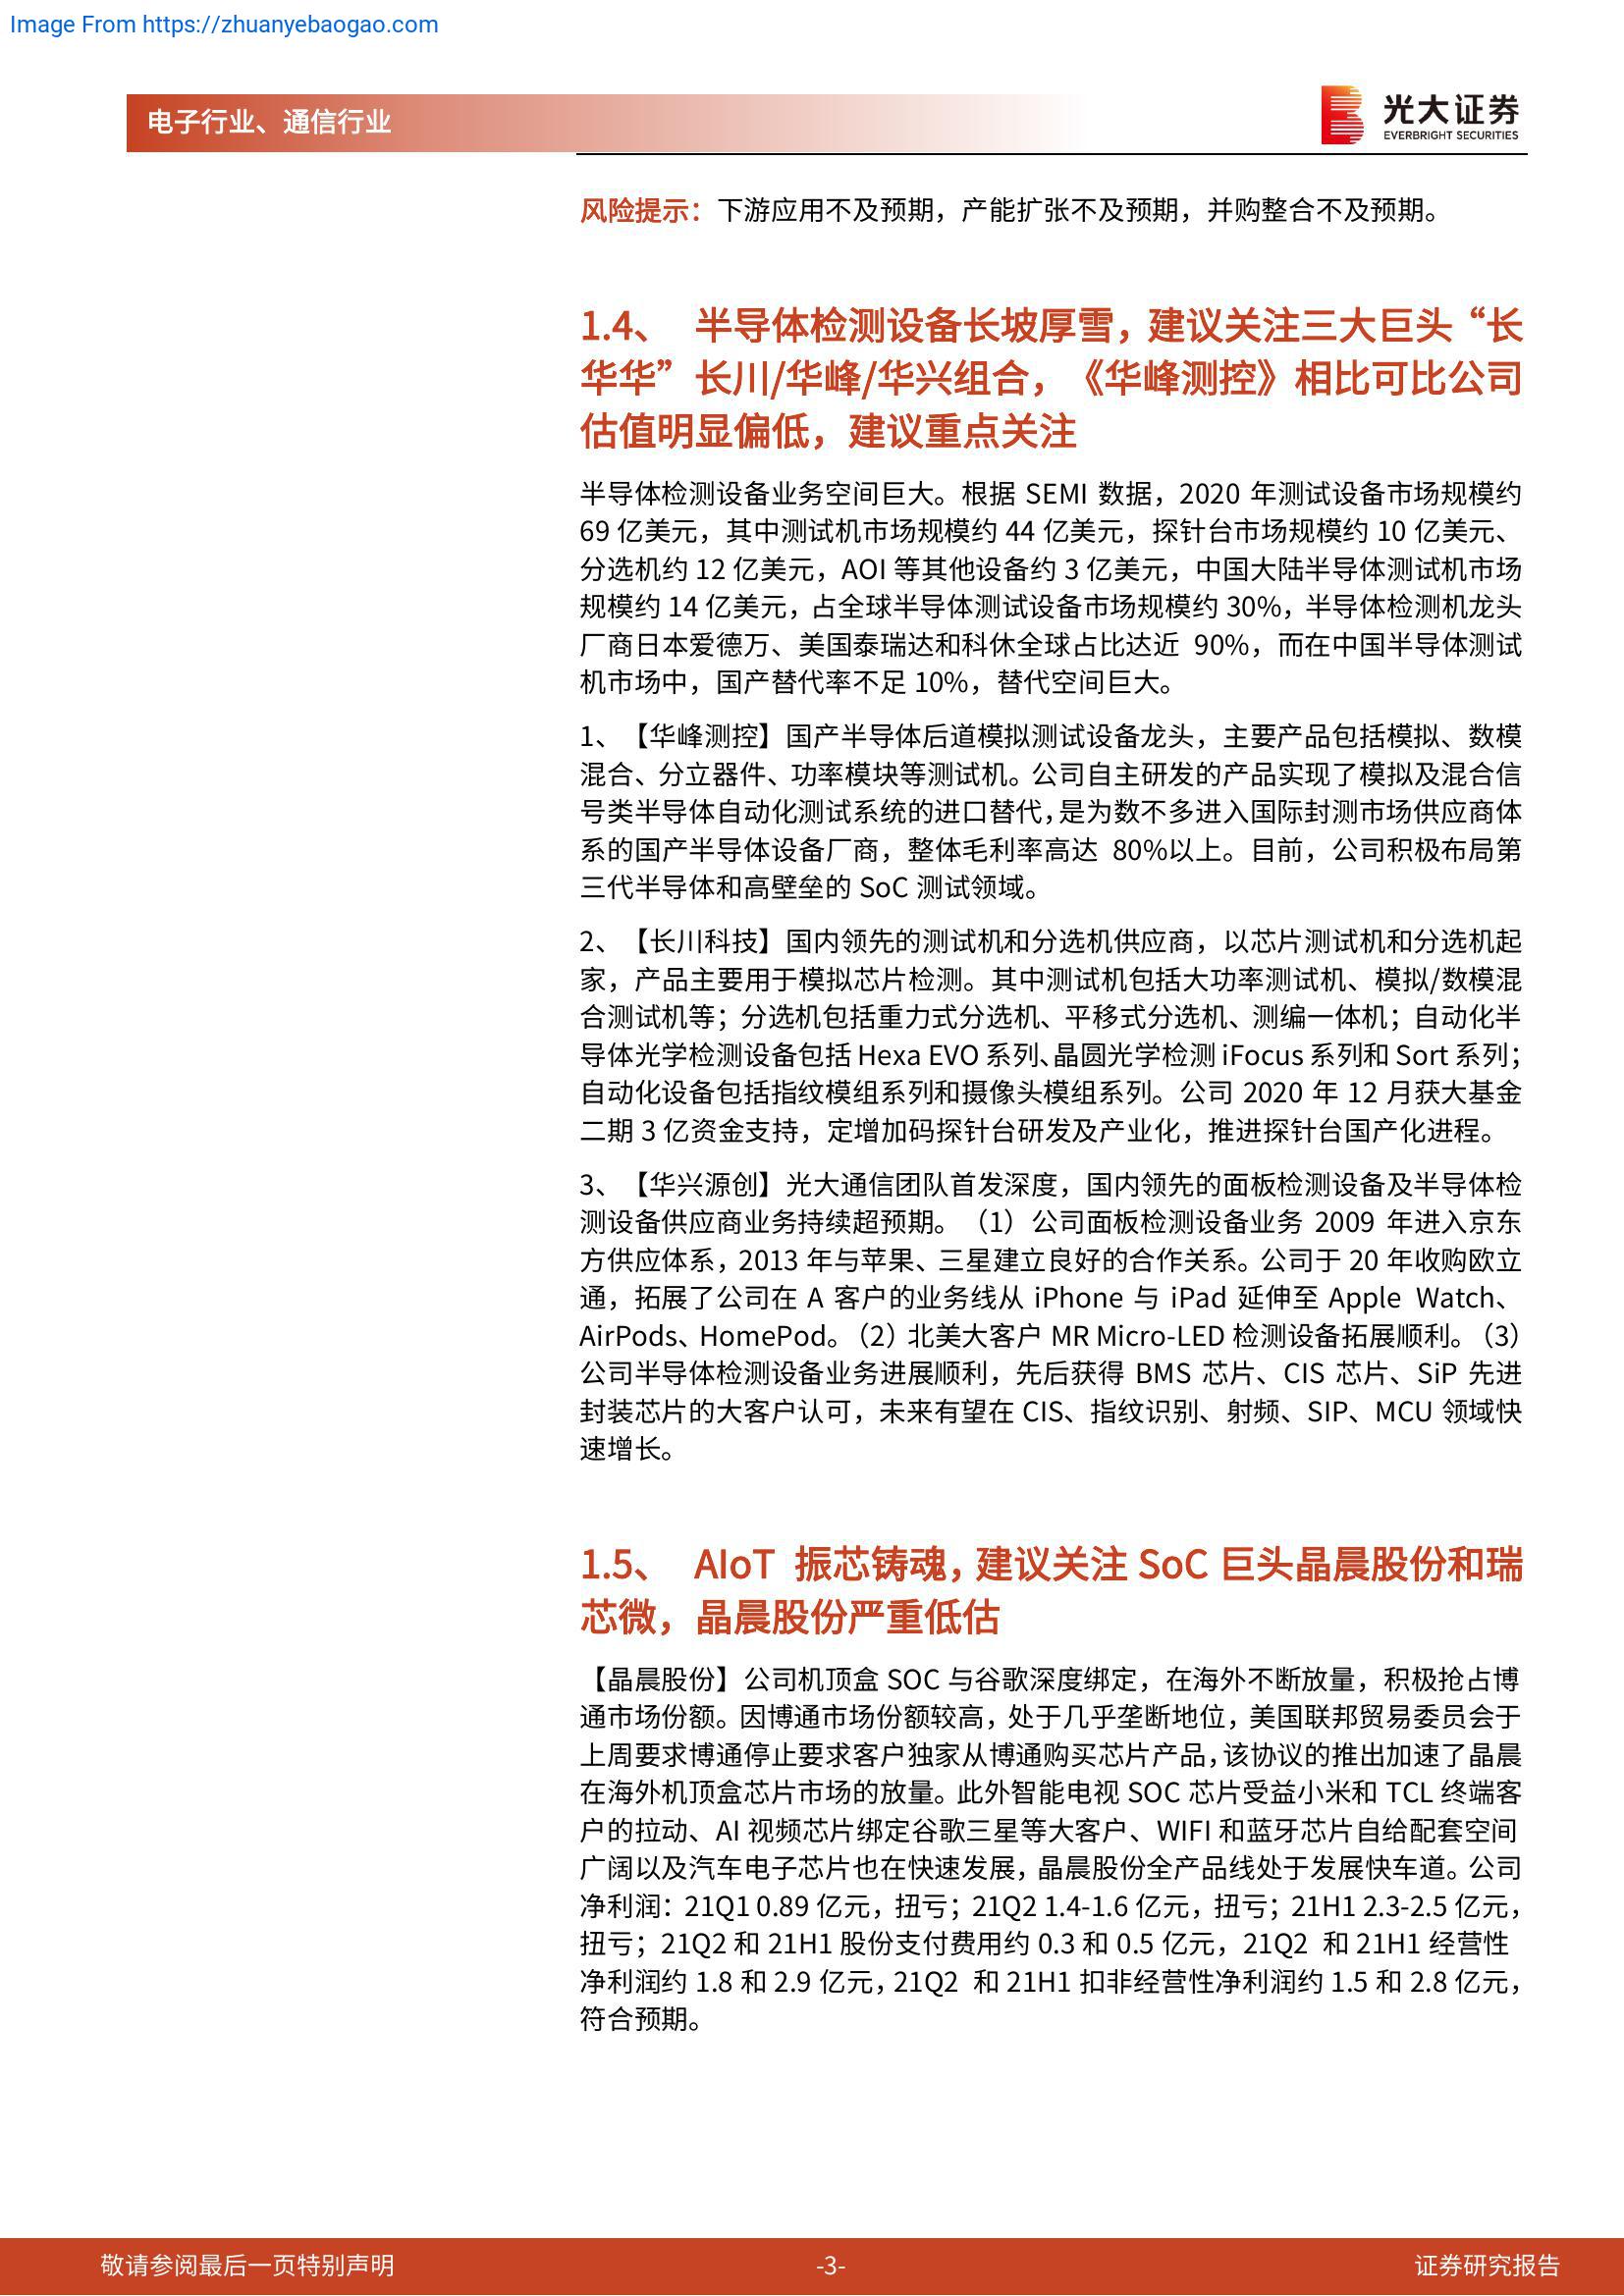 Image From https://zhuanyebaogao.com
电子行业、通信行业
光大证券
EVERBRIGHT SECURITIES
风险提示：下游应用不及预期，产能扩张不及预期，并购整合不及预期。
1.4、 半导体检测设备长坡厚雪，建议关注三大巨头“长
华华”长川/华峰/华兴组合，《华峰测控》相比可比公司
估值明显偏低，建议重点关注
半导体检测设备业务空间巨大。根据 SEMI 数据，2020 年测试设备市场规模约
69 亿美元，其中测试机市场规模约 44 亿美元，探针台市场规模约 10 亿美元、
分选机约 12 亿美元，AOI 等其他设备约 3 亿美元，中国大陆半导体测试机市场
规模约 14 亿美元，占全球半导体测试设备市场规模约 30%，半导体检测机龙头
厂商日本爱德万、美国泰瑞达和科休全球占比达近 90%，而在中国半导体测试
机市场中，国产替代率不足 10%，替代空间巨大。
1、【华峰测控】国产半导体后道模拟测试设备龙头，主要产品包括模拟、数模
混合、分立器件、功率模块等测试机。公司自主研发的产品实现了模拟及混合信
号类半导体自动化测试系统的进口替代，是为数不多进入国际封测市场供应商体
系的国产半导体设备厂商，整体毛利率高达 80%以上。目前，公司积极布局第
三代半导体和高壁垒的 SoC 测试领域。
2、【长川科技】国内领先的测试机和分选机供应商，以芯片测试机和分选机起
家，产品主要用于模拟芯片检测。其中测试机包括大功率测试机、模拟/数模混
合测试机等；分选机包括重力式分选机、平移式分选机、测编一体机；自动化半
导体光学检测设备包括 Hexa EVO 系列、晶圆光学检测 iFocus 系列和 Sort 系列；
自动化设备包括指纹模组系列和摄像头模组系列。公司 2020 年 12 月获大基金
二期 3 亿资金支持，定增加码探针台研发及产业化，推进探针台国产化进程。
3、【华兴源创】光大通信团队首发深度，国内领先的面板检测设备及半导体检
测设备供应商业务持续超预期。（1）公司面板检测设备业务 2009 年进入京东
方供应体系，2013 年与苹果、三星建立良好的合作关系。公司于 20 年收购欧立
通，拓展了公司在 A 客户的业务线从 iPhone 与 iPad 延伸至 Apple Watch、
AirPods、HomePod。（2）北美大客户 MR Micro-LED 检测设备拓展顺利。（3）
公司半导体检测设备业务进展顺利，先后获得 BMS 芯片、CIS 芯片、SiP 先进
封装芯片的大客户认可，未来有望在 CIS、指纹识别、射频、SIP、MCU 领域快
速增长。
1.5、 AIoT 振芯铸魂，建议关注 SoC 巨头晶晨股份和瑞
芯微，晶晨股份严重低估
【晶晨股份】公司机顶盒 SOC 与谷歌深度绑定，在海外不断放量，积极抢占博
通市场份额。因博通市场份额较高，处于几乎垄断地位，美国联邦贸易委员会于
上周要求博通停止要求客户独家从博通购买芯片产品，该协议的推出加速了晶晨
在海外机顶盒芯片市场的放量。此外智能电视 SOC 芯片受益小米和 TCL 终端客
户的拉动、AI 视频芯片绑定谷歌三星等大客户、WIFI 和蓝牙芯片自给配套空间
广阔以及汽车电子芯片也在快速发展，晶晨股份全产品线处于发展快车道。公司
净利润：21Q1 0.89 亿元，扭亏；21Q2 1.4-1.6 亿元，扭亏；21H1 2.3-2.5 亿元，
扭亏；21Q2 和 21H1 股份支付费用约 0.3 和 0.5 亿元，21Q2 和 21H1 经营性
净利润约 1.8 和 2.9 亿元，21Q2 和 21H1 扣非经营性净利润约 1.5 和 2.8 亿元，
符合预期。
敬请参阅最后一页特别声明
-3-
证券研究报告